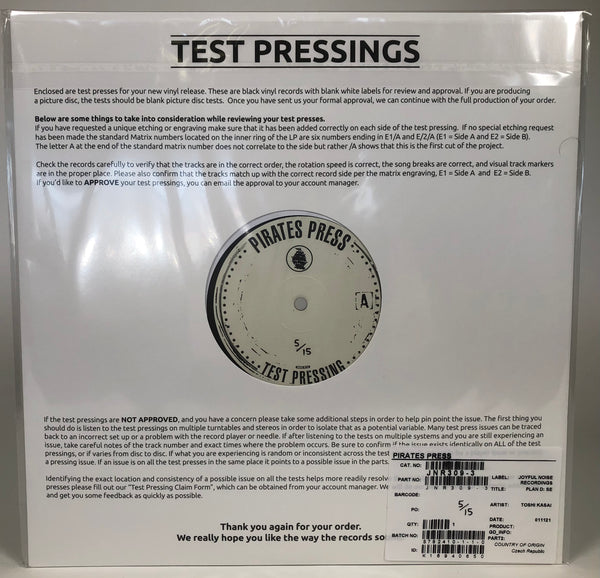 TEST PRESSINGS
Enclosed are test presses for your new vinyl release. These are black vinyl records with blank white labels for review and approval. If you are producing
a picture disc, the tests should be blank picture disc tests. Once you have sent us your formal approval, we can continue with the full production of your order.
Below are some things to take into consideration while reviewing your test presses.
If you have requested a unique etching or engraving make sure that it has been added correctly on each side of the test pressing. If no special etching request
has been made the standard Matrix numbers located on the inner ring of the LP are six numbers ending in E1/A and E/2/A (E1 = Side A and E2 = Side B).
The letter A at the end of the standard matrix number does not correlate to the side but rather /A shows that this is the first cut of the project.
Check the records carefully to verify that the tracks are in the correct order, the rotation speed is correct, the song breaks are correct, and visual track markers
are in the proper place. Please also confirm that the tracks match up with the correct record side per the matrix engraving, E1 = Side A and E2 = Side B.
If you'd like to APPROVE your test pressings, you can email the approval to your account manager.
PIRATES PRESS
A
5/15
TEST PRESSING
If the test pressings are NOT APPROVED, and you have a concern please take some additional steps in order to help pin point the issue. The first thing you
should do is listen to the test pressings on multiple turntables and stereos in order to isolate that as a potential variable. Many test press issues can be traced
back to an incorrect set up or a problem with the record player or needle. If after listening to the tests on multiple systems and you are still experiencing an
issue, take careful notes of the track number and exact times where the problem occurs. Be sure to confirm if the issue exists identically on ALL of the test
pressings, or if varies from disc to disc. If what you are experiencing is random or inconsistent across the test
a pressing issue. If an issue is on all the test presses in the same place it points to a possible issue in the parts.
Identifying the exact location and consistency of a possible issue on all the tests helps more readily resolv
presses please fill out our "Test Pressing Claim Form", which can be obtained from your account manager. We
and get you some feedback as quickly as possible.
Thank you again for your order.
We really hope you like the way the records so
PIRATES PRESS
CAT. NO:
JNR309-3
PART NO:
JNR309-3
LABEL: JOYFUL NOISE RECORDINGS
TITLE: PLAN D: SE
BARCODE:
PO:
5/15
ARTIST: TOSHI KASAI
DATE: 011121
QTY: 1
PRODUCT:
GD_INFO:
PARTZ:
BATCH NO:
S782410-1-1-0
COUNTRY OF ORIGIN
Czech Republic
ID:
K16940650